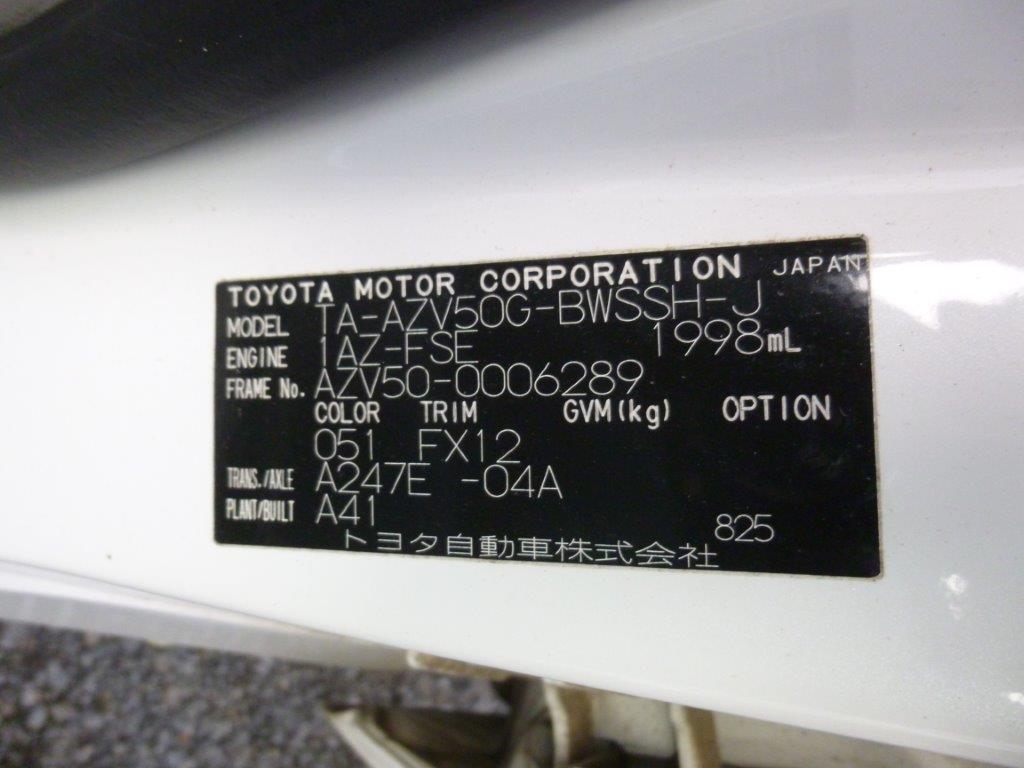 TOYOTA MOTOR CORPORATION JAPAN
MODEL TA-AZV50G-BWSSH-J
ENGINE 1AZ-FSE 1998mL
FRAME No. AZV50-0006289
COLOR TRIM GVM(kg) OPTION
051 FX12
TRANS./AXLE A247E -04A
PLANT/BUILT A41
825
トヨタ自動車株式会社